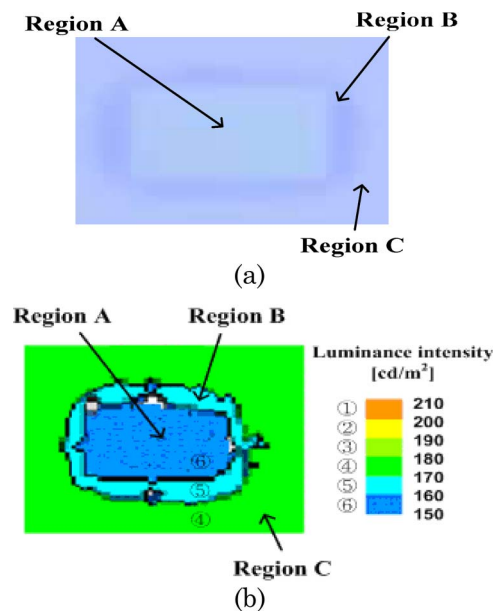 Region A
Region B
Region C
(a)
Region A
Region B
Luminance intensity
[cd/m²]
① 210
② 200
③ 190
④ 180
⑤ 170
⑥ 160
150
⑥
⑤
④
Region C
(b)